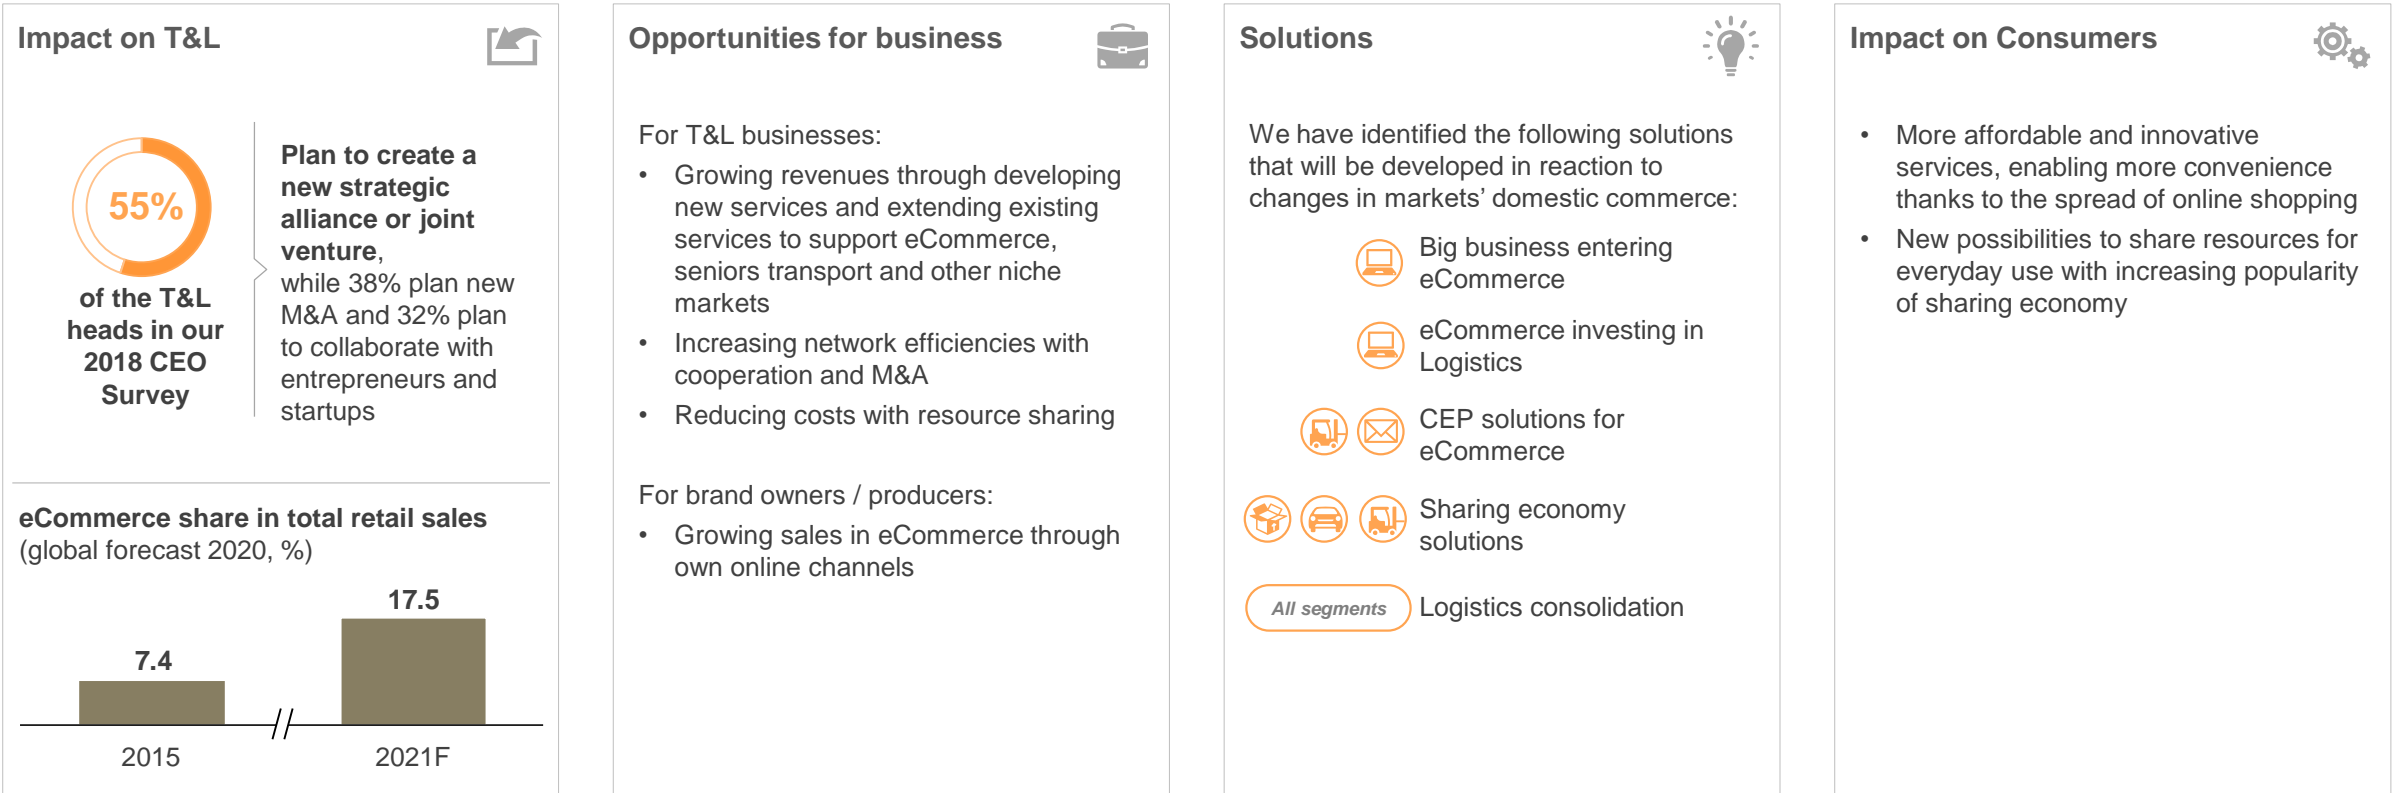 Impact on T&L
55%
of the T&L
heads in our
2018 CEO
Survey
Plan to create a
new strategic
alliance or joint
venture,
while 38% plan new
M&A and 32% plan
to collaborate with
entrepreneurs and
startups
eCommerce share in total retail sales
(global forecast 2020, %)
7.4
17.5
2015
2021F
Opportunities for business
For T&L businesses:
• Growing revenues through developing
new services and extending existing
services to support eCommerce,
seniors transport and other niche
markets
• Increasing network efficiencies with
cooperation and M&A
• Reducing costs with resource sharing
For brand owners / producers:
• Growing sales in eCommerce through
own online channels
Solutions
We have identified the following solutions
that will be developed in reaction to
changes in markets’ domestic commerce:
Big business entering
eCommerce
eCommerce investing in
Logistics
CEP solutions for
eCommerce
Sharing economy
solutions
All segments
Logistics consolidation
Impact on Consumers
• More affordable and innovative
services, enabling more convenience
thanks to the spread of online shopping
• New possibilities to share resources for
everyday use with increasing popularity
of sharing economy